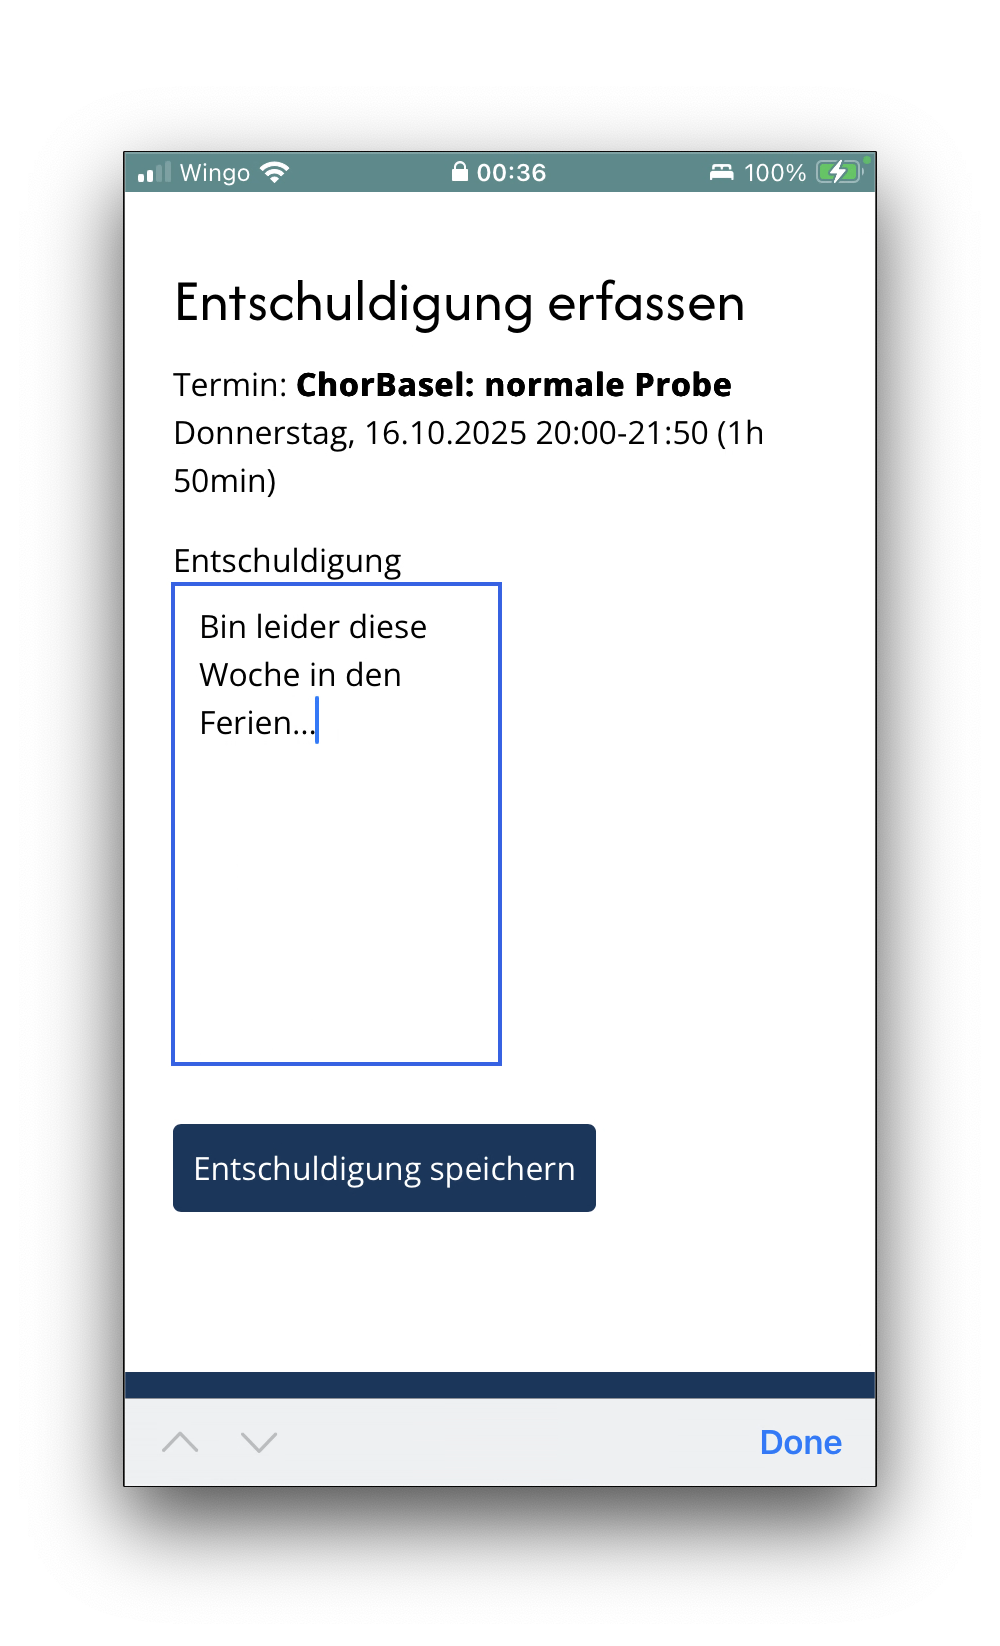 Wingo 00:36 100%
Entschuldigung erfassen
Termin: ChorBasel: normale Probe
Donnerstag, 16.10.2025 20:00-21:50 (1h
50min)
Entschuldigung
Bin leider diese
Woche in den
Ferien...
Entschuldigung speichern
Done